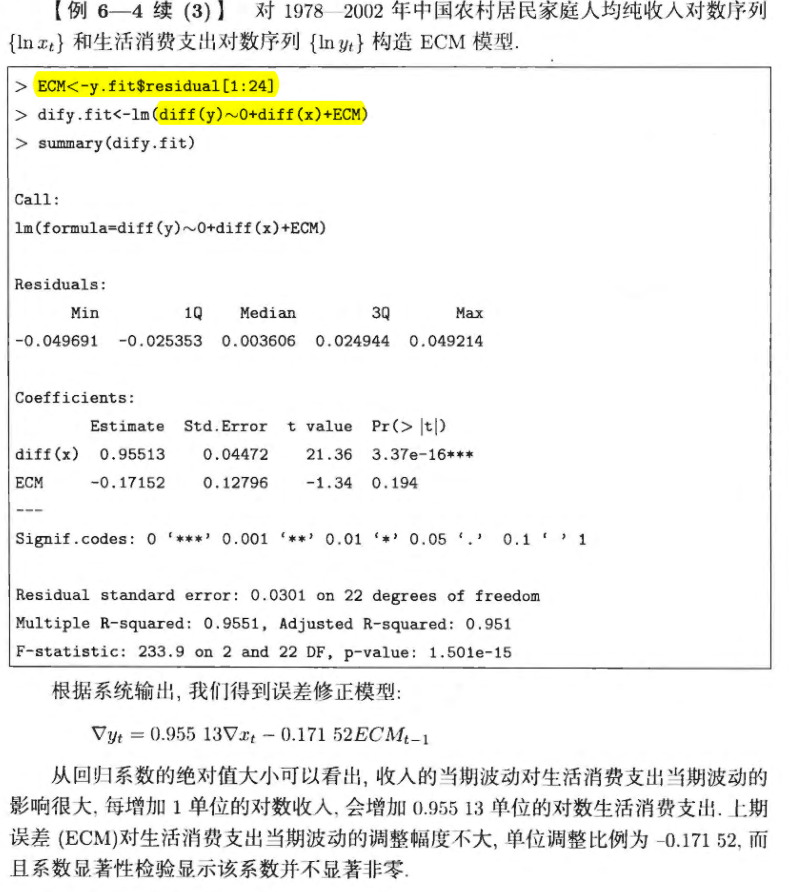 【例 6—4 续 (3)】 对 1978—2002 年中国农村居民家庭人均纯收入对数序列
{ln xₜ} 和生活消费支出对数序列 {ln yₜ} 构造 ECM 模型.
> ECM<-y.fit$residual[1:24]
> dify.fit<-lm(diff(y)～0+diff(x)+ECM)
> summary(dify.fit)
Call:
lm(formula=diff(y)～0+diff(x)+ECM)
Residuals:
Min 1Q Median 3Q Max
-0.049691 -0.025353 0.003606 0.024944 0.049214
Coefficients:
Estimate Std.Error t value Pr(> |t|)
diff(x) 0.95513 0.04472 21.36 3.37e-16***
ECM -0.17152 0.12796 -1.34 0.194
---
Signif.codes: 0 ‘***’ 0.001 ‘**’ 0.01 ‘*’ 0.05 ‘.’ 0.1 ‘ ’ 1
Residual standard error: 0.0301 on 22 degrees of freedom
Multiple R-squared: 0.9551, Adjusted R-squared: 0.951
F-statistic: 233.9 on 2 and 22 DF, p-value: 1.501e-15
根据系统输出, 我们得到误差修正模型:
∇yₜ = 0.955 13∇xₜ − 0.171 52ECMₜ₋₁
从回归系数的绝对值大小可以看出, 收入的当期波动对生活消费支出当期波动的
影响很大, 每增加 1 单位的对数收入, 会增加 0.955 13 单位的对数生活消费支出. 上期
误差 (ECM)对生活消费支出当期波动的调整幅度不大, 单位调整比例为 -0.171 52, 而
且系数显著性检验显示该系数并不显著非零.